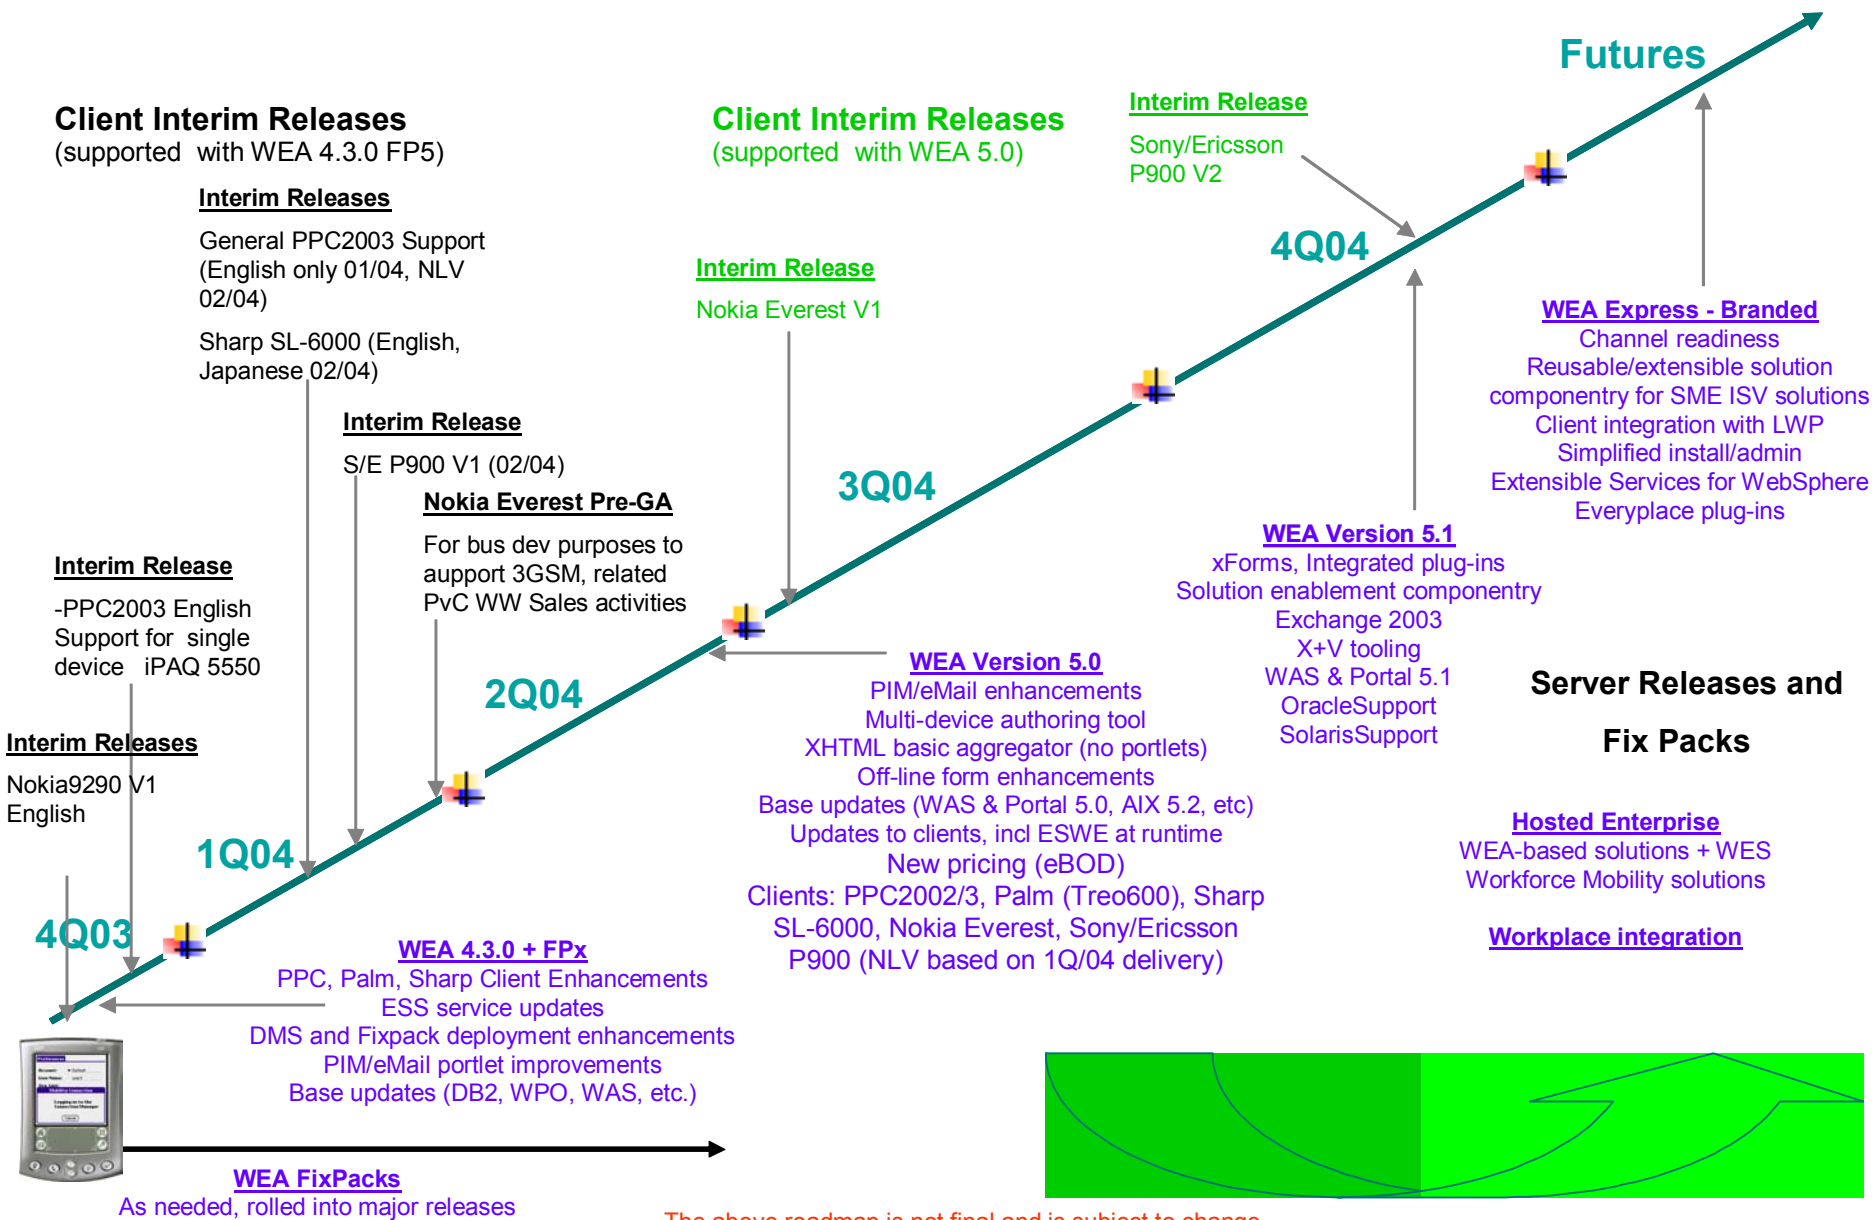 Futures
Client Interim Releases
(supported with WEA 4.3.0 FP5)
Interim Releases
General PPC2003 Support
(English only 01/04, NLV
02/04)
Sharp SL-6000 (English,
Japanese 02/04)
Interim Release
S/E P900 V1 (02/04)
Nokia Everest Pre-GA
For bus dev purposes to
aupport 3GSM, related
PvC WW Sales activities
Interim Release
-PPC2003 English
Support for single
device iPAQ 5550
Interim Releases
Nokia9290 V1
English
Client Interim Releases
(supported with WEA 5.0)
Interim Release
Nokia Everest V1
Interim Release
Sony/Ericsson
P900 V2
4Q03
1Q04
2Q04
3Q04
4Q04
WEA 4.3.0 + FPx
PPC, Palm, Sharp Client Enhancements
ESS service updates
DMS and Fixpack deployment enhancements
PIM/eMail portlet improvements
Base updates (DB2, WPO, WAS, etc.)
WEA FixPacks
As needed, rolled into major releases
WEA Version 5.0
PIM/eMail enhancements
Multi-device authoring tool
XHTML basic aggregator (no portlets)
Off-line form enhancements
Base updates (WAS & Portal 5.0, AIX 5.2, etc)
Updates to clients, incl ESWE at runtime
New pricing (eBOD)
Clients: PPC2002/3, Palm (Treo600), Sharp
SL-6000, Nokia Everest, Sony/Ericsson
P900 (NLV based on 1Q/04 delivery)
WEA Version 5.1
xForms, Integrated plug-ins
Solution enablement componentry
Exchange 2003
X+V tooling
WAS & Portal 5.1
OracleSupport
SolarisSupport
WEA Express - Branded
Channel readiness
Reusable/extensible solution
componentry for SME ISV solutions
Client integration with LWP
Simplified install/admin
Extensible Services for WebSphere
Everyplace plug-ins
Server Releases and
Fix Packs
Hosted Enterprise
WEA-based solutions + WES
Workforce Mobility solutions
Workplace integration
The above roadmap is not final and is subject to change